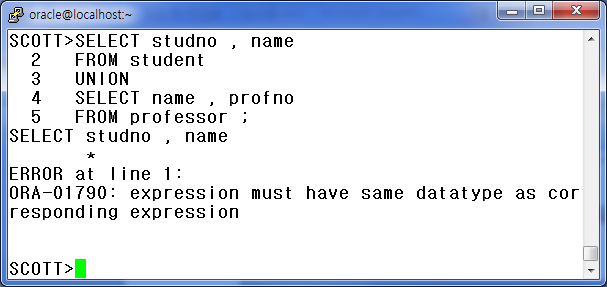 oracle@localhost:~
SCOTT>SELECT studno , name
2 FROM student
3 UNION
4 SELECT name , profno
5 FROM professor ;
SELECT studno , name
*
ERROR at line 1:
ORA-01790: expression must have same datatype as cor
responding expression
SCOTT>